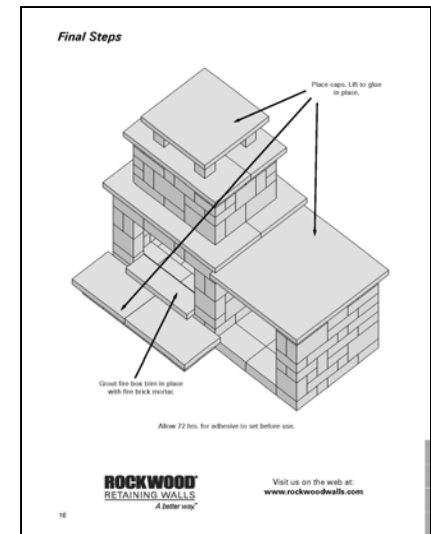 Final Steps
Place caps. Lift to glue
in place.
Grout fire box trim in place
with fire brick mortar.
Allow 72 hrs. for adhesive to set before use.
ROCKWOOD®
RETAINING WALLS
A better way.®
Visit us on the web at:
www.rockwoodwalls.com
16